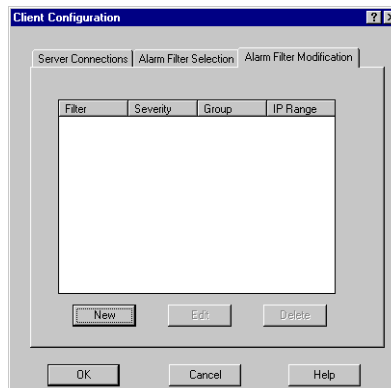 Client Configuration
Server Connections Alarm Filter Selection Alarm Filter Modification
Filter Severity Group IP Range
New Edit Delete
OK Cancel Help